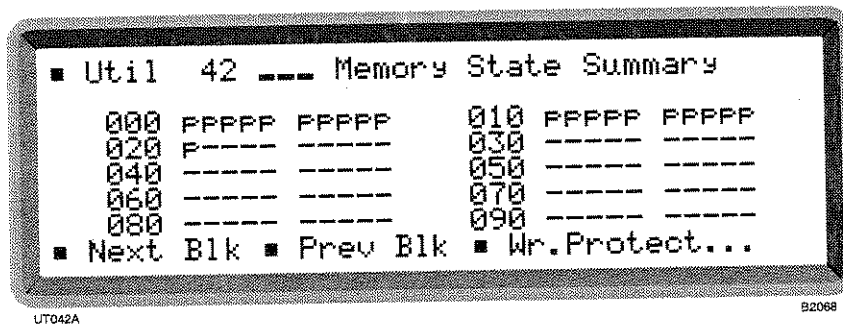 ■ Util 42 ___ Memory State Summary
000 PPPPP PPPPP 010 PPPPP PPPPP
020 P---- ----- 030 ----- -----
040 ----- ----- 050 ----- -----
060 ----- ----- 070 ----- -----
080 ----- ----- 090 ----- -----
■ Next Blk ■ Prev Blk ■ Wr.Protect...
UT042A B2068